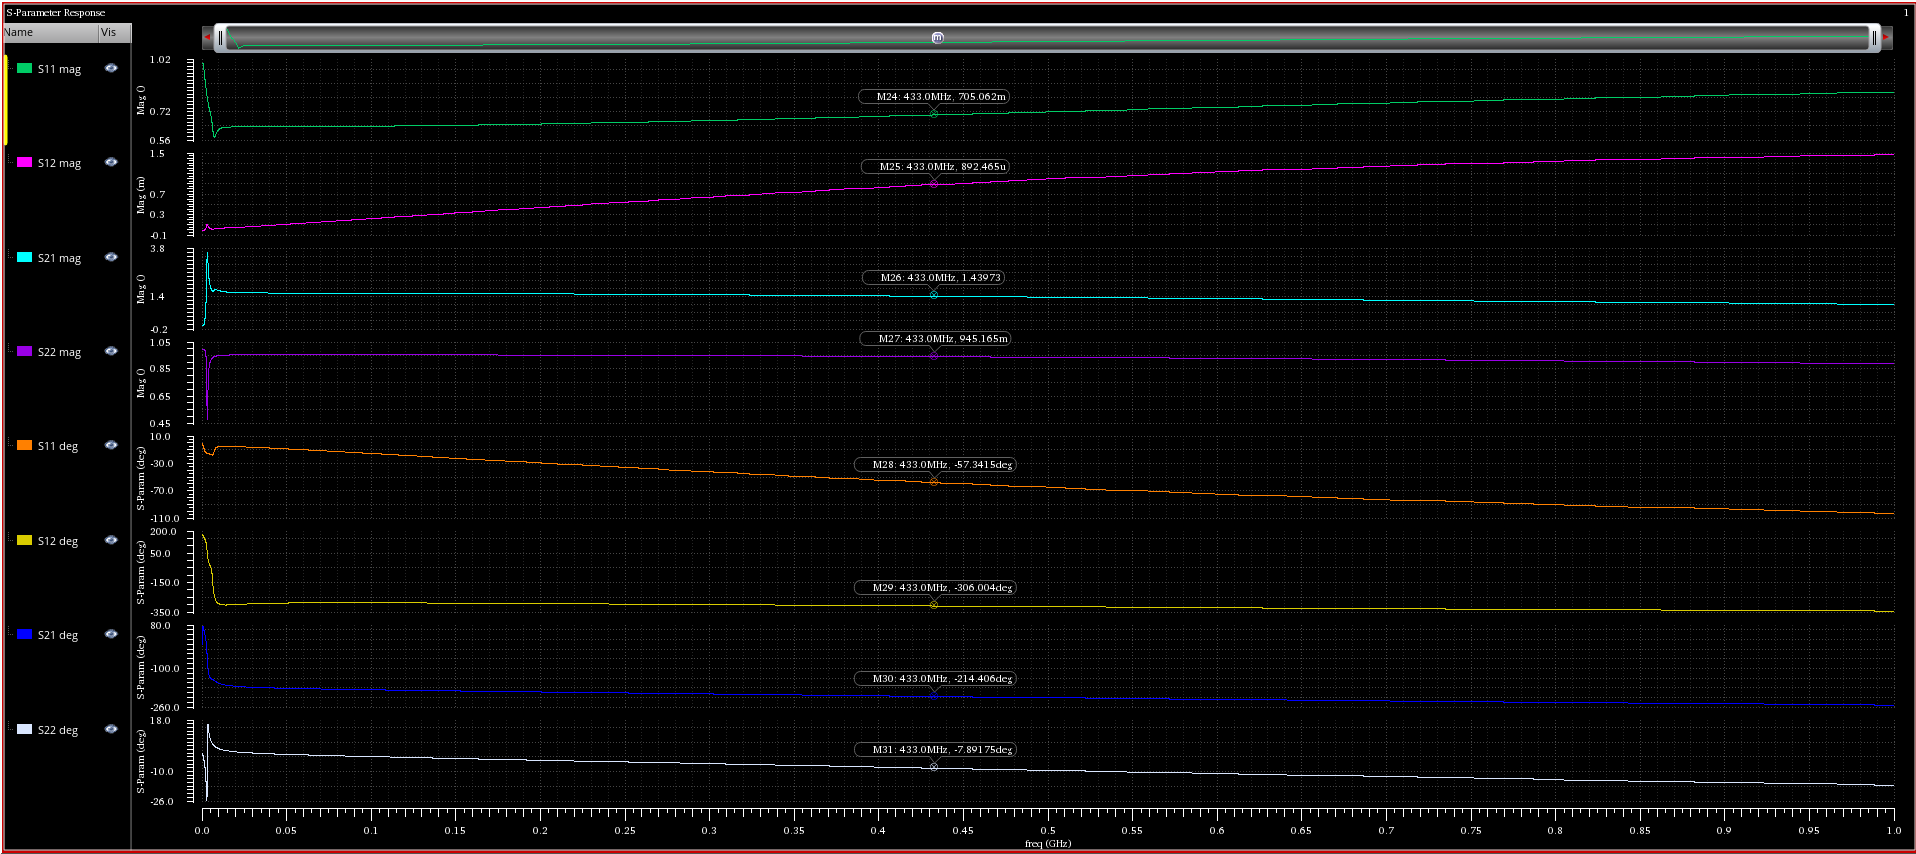 S-Parameter Response
1
Name Vis
S11 mag
S12 mag
S21 mag
S22 mag
S11 deg
S12 deg
S21 deg
S22 deg
m
Mag ()
1.02
0.72
0.56
M24: 433.0MHz, 705.062m
Mag (m)
1.5
0.7
0.3
-0.1
M25: 433.0MHz, 892.465u
Mag ()
3.8
1.4
-0.2
M26: 433.0MHz, 1.43973
Mag ()
1.05
0.85
0.65
0.45
M27: 433.0MHz, 945.165m
S-Param (deg)
10.0
-30.0
-70.0
-110.0
M28: 433.0MHz, -57.3415deg
S-Param (deg)
200.0
50.0
-150.0
-350.0
M29: 433.0MHz, -306.004deg
S-Param (deg)
80.0
-100.0
-260.0
M30: 433.0MHz, -214.406deg
S-Param (deg)
18.0
-10.0
-26.0
M31: 433.0MHz, -7.89175deg
0.0 0.05 0.1 0.15 0.2 0.25 0.3 0.35 0.4 0.45 0.5 0.55 0.6 0.65 0.7 0.75 0.8 0.85 0.9 0.95 1.0
freq (GHz)